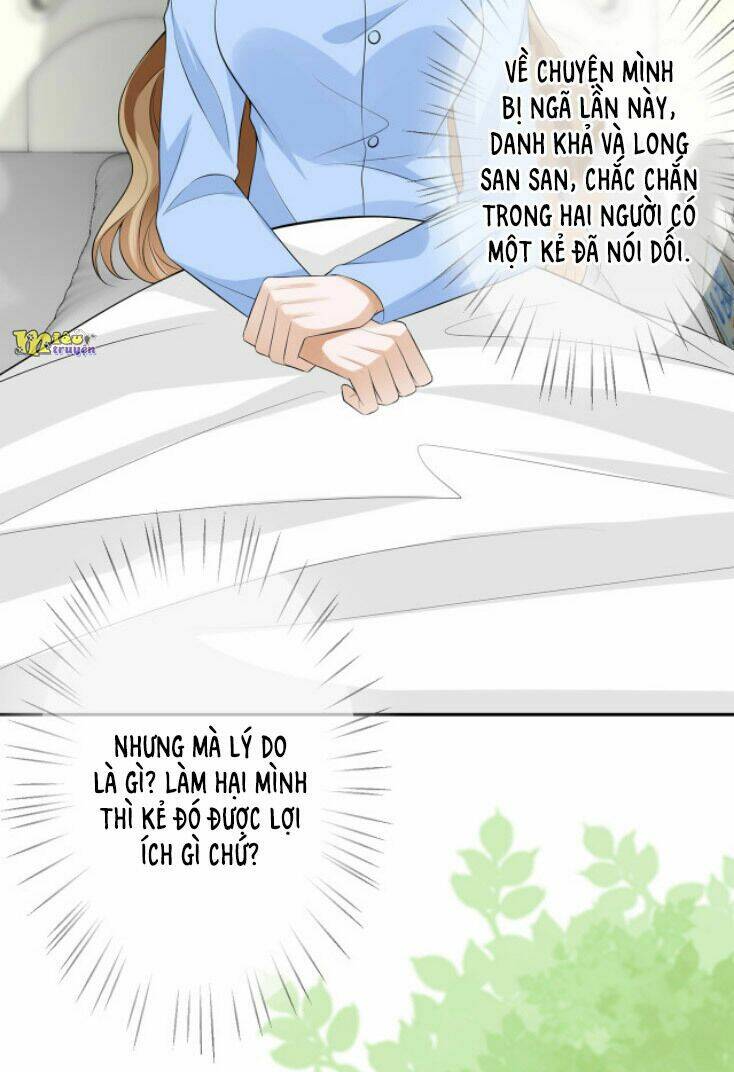 VỀ CHUYỆN MÌNH
BỊ NGÃ LẦN NÀY,
DANH KHẢ VÀ LONG
SAN SAN, CHẮC CHẮN
TRONG HAI NGƯỜI CÓ
MỘT KẺ ĐÃ NÓI DỐI.
Miêu
truyện
NHƯNG MÀ LÝ DO
LÀ GÌ? LÀM HẠI MÌNH
THÌ KẺ ĐÓ ĐƯỢC LỢI
ÍCH GÌ CHỨ?